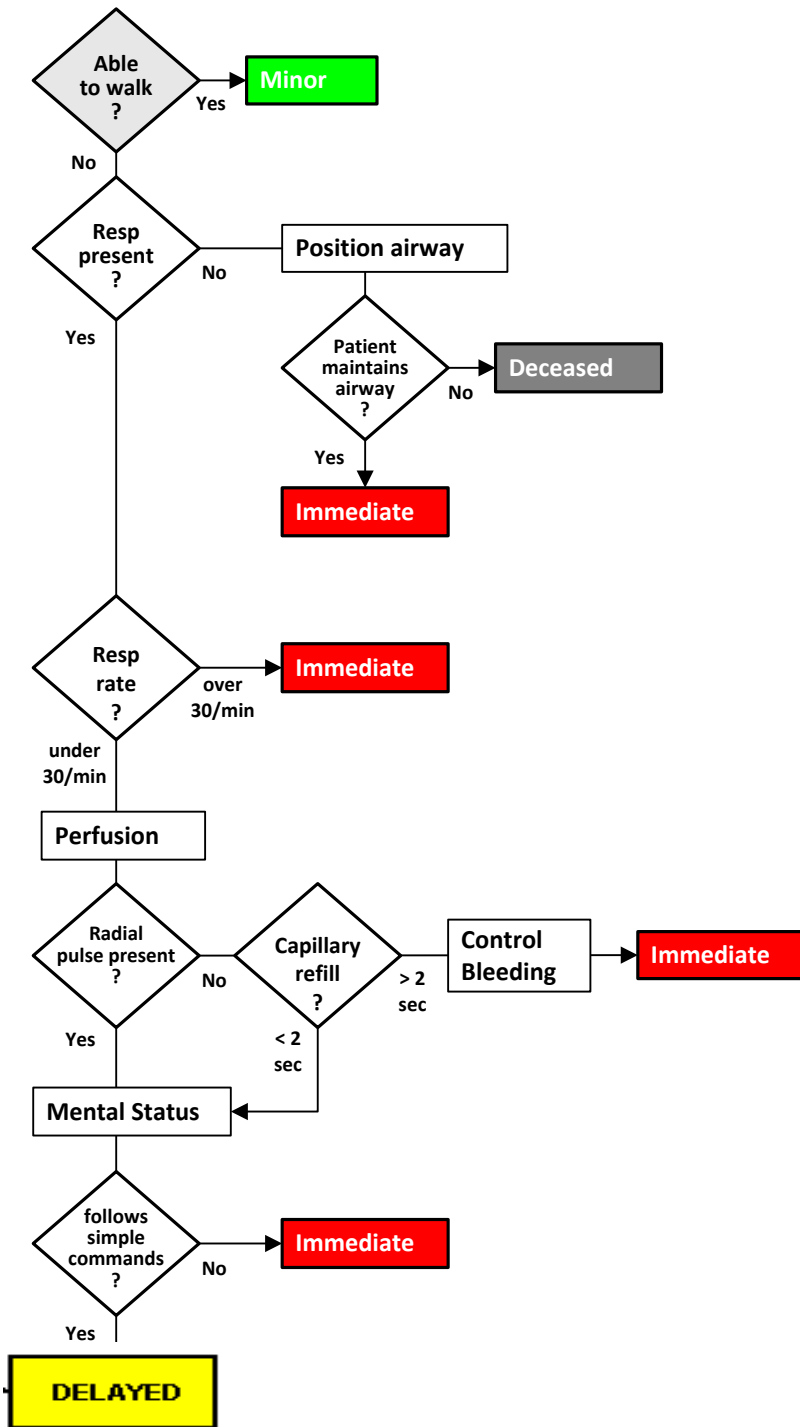 Able
to walk
?
Yes
Minor
No
Resp
present
?
No
Position airway
Yes
Patient
maintains
airway
?
No
Deceased
Yes
Immediate
Resp
rate
?
over
30/min
Immediate
under
30/min
Perfusion
Radial
pulse present
?
No
Capillary
refill
?
> 2
sec
Control
Bleeding
Immediate
Yes
< 2
sec
Mental Status
follows
simple
commands
?
No
Immediate
Yes
DELAYED